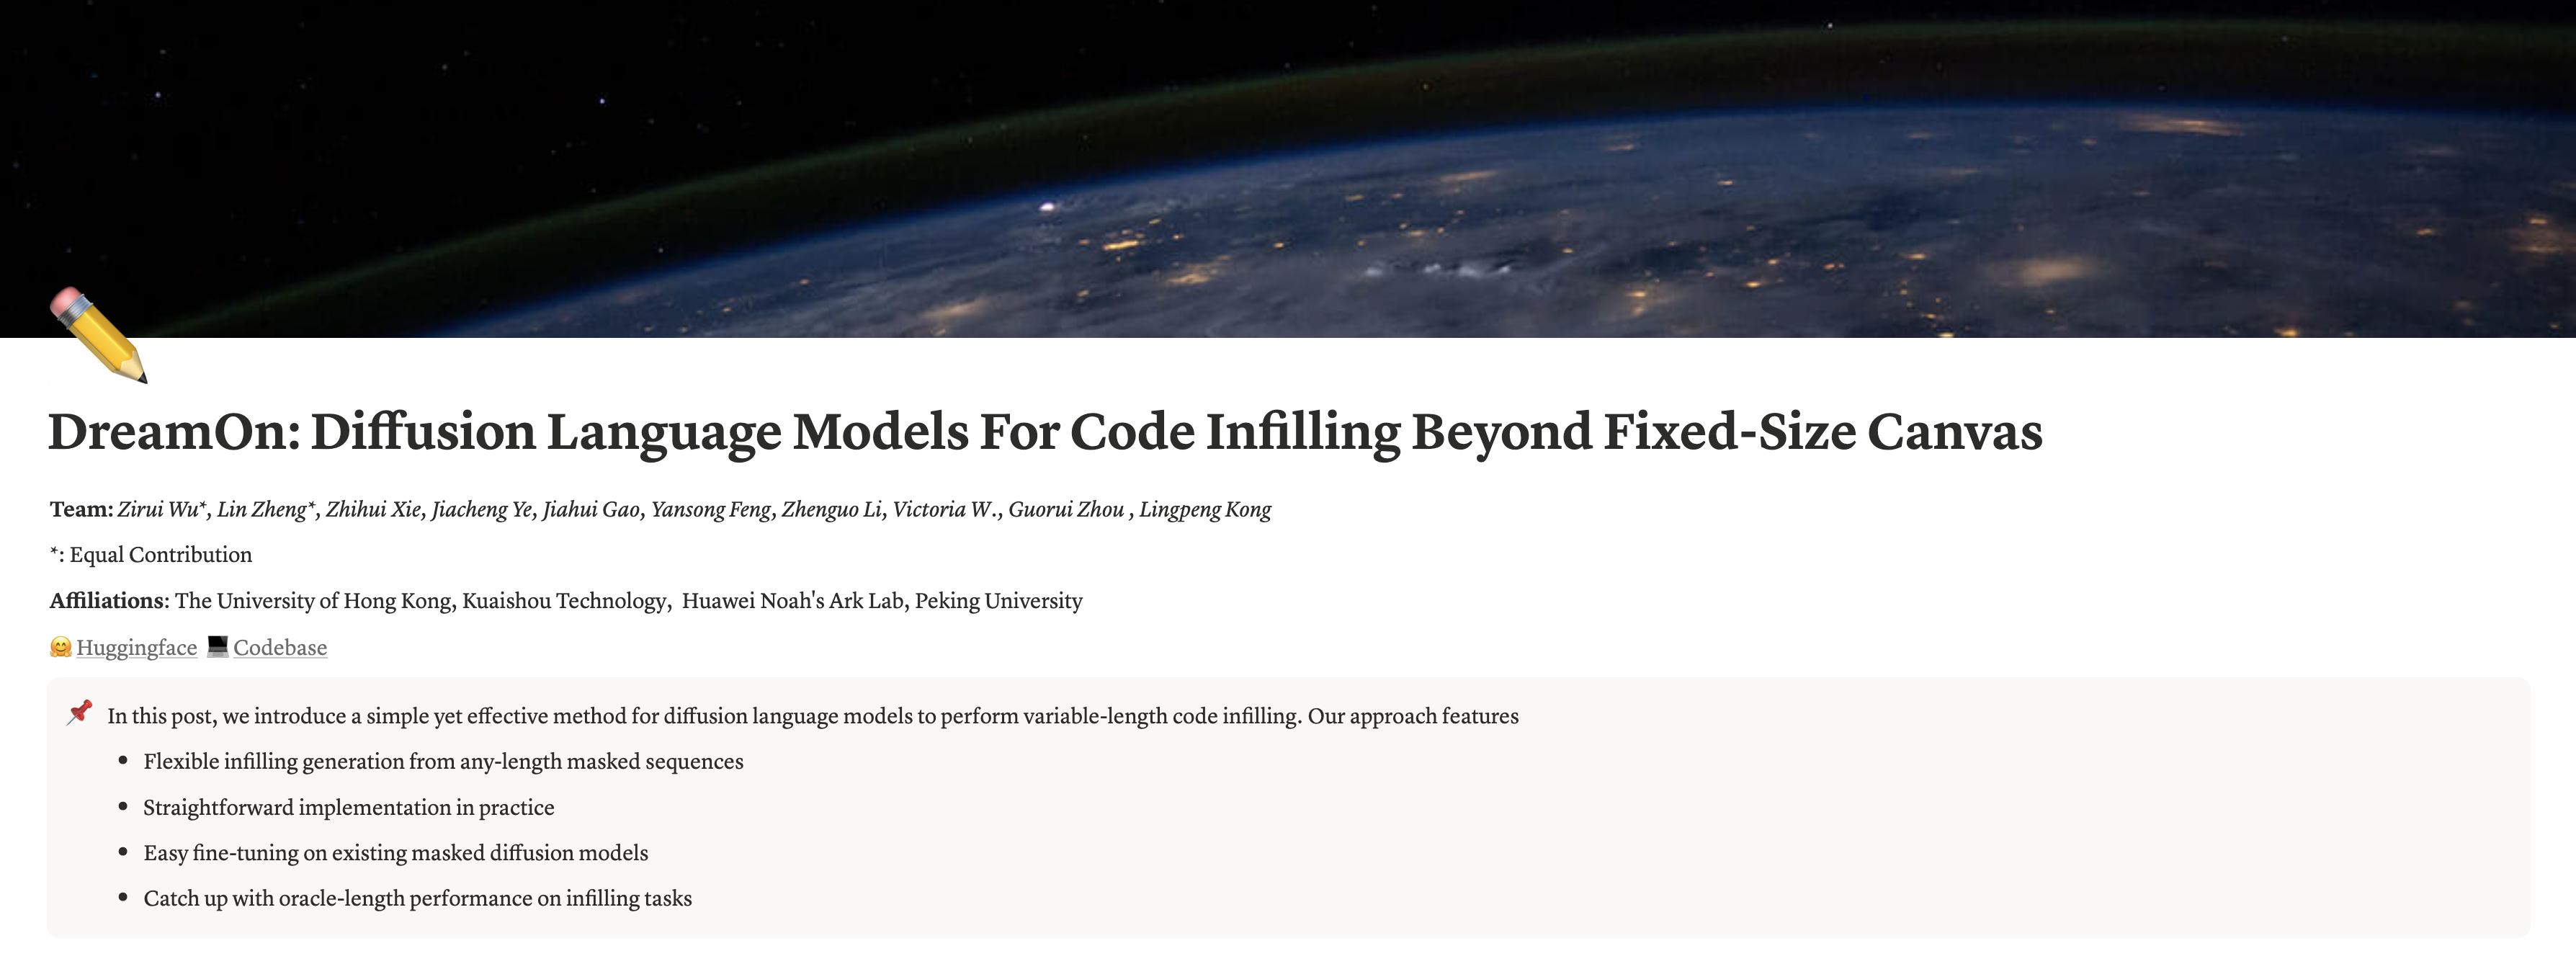 DreamOn: Diffusion Language Models For Code Infilling Beyond Fixed-Size Canvas
Team: Zirui Wu*, Lin Zheng*, Zhihui Xie, Jiacheng Ye, Jiahui Gao, Yansong Feng, Zhenguo Li, Victoria W., Guorui Zhou , Lingpeng Kong
*: Equal Contribution
Affiliations: The University of Hong Kong, Kuaishou Technology,  Huawei Noah's Ark Lab, Peking University
🤗 Huggingface 💻 Codebase
📌 In this post, we introduce a simple yet effective method for diffusion language models to perform variable-length code infilling. Our approach features
• Flexible infilling generation from any-length masked sequences
• Straightforward implementation in practice
• Easy fine-tuning on existing masked diffusion models
• Catch up with oracle-length performance on infilling tasks